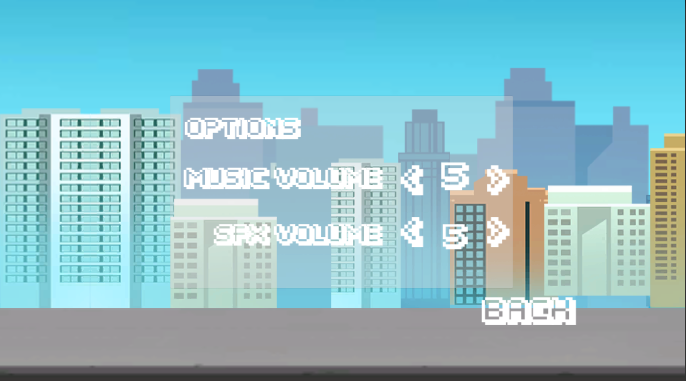 OPTIONS
MUSIC VOLUME < 5 >
SFX VOLUME < 5 >
BACK